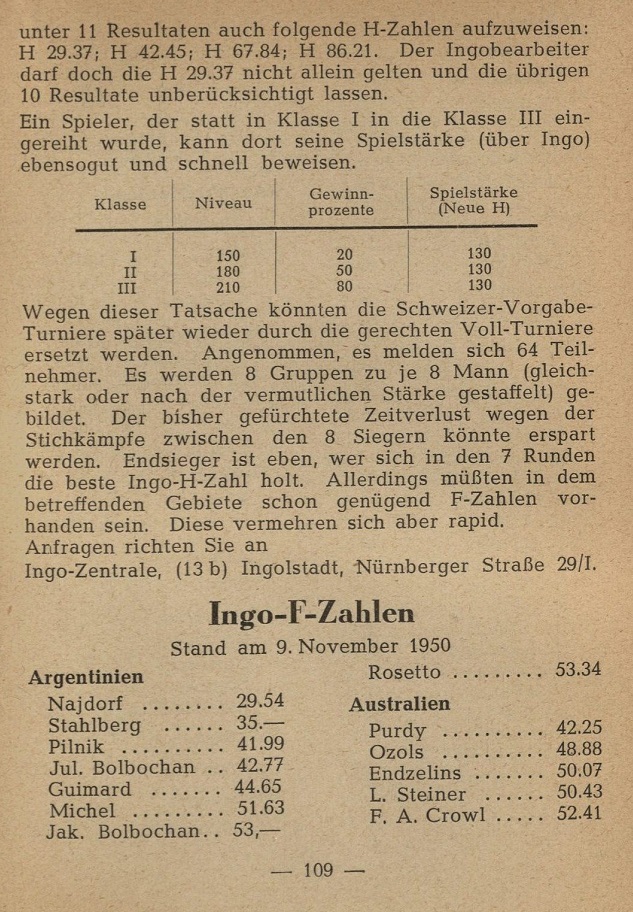 unter 11 Resultaten auch folgende H-Zahlen aufzuweisen:
H 29.37; H 42.45; H 67.84; H 86.21. Der Ingobearbeiter
darf doch die H 29.37 nicht allein gelten und die übrigen
10 Resultate unberücksichtigt lassen.
Ein Spieler, der statt in Klasse I in die Klasse III ein-
gereiht wurde, kann dort seine Spielstärke (über Ingo)
ebensogut und schnell beweisen.
Klasse Niveau Gewinn-prozente Spielstärke (Neue H)
I 150 20 130
II 180 50 130
III 210 80 130
Wegen dieser Tatsache könnten die Schweizer-Vorgabe-
Turniere später wieder durch die gerechten Voll-Turniere
ersetzt werden. Angenommen, es melden sich 64 Teil-
nehmer. Es werden 8 Gruppen zu je 8 Mann (gleich-
stark oder nach der vermutlichen Stärke gestaffelt) ge-
bildet. Der bisher gefürchtete Zeitverlust wegen der
Stichkämpfe zwischen den 8 Siegern könnte erspart
werden. Endsieger ist eben, wer sich in den 7 Runden
die beste Ingo-H-Zahl holt. Allerdings müßten in dem
betreffenden Gebiete schon genügend F-Zahlen vor-
handen sein. Diese vermehren sich aber rapid.
Anfragen richten Sie an
Ingo-Zentrale, (13 b) Ingolstadt, Nürnberger Straße 29/I.
Ingo-F-Zahlen
Stand am 9. November 1950
Argentinien
Najdorf ........ 29.54
Stahlberg ...... 35.—
Pilnik .......... 41.99
Jul. Bolbochan .. 42.77
Guimard ....... 44.65
Michel ......... 51.63
Jak. Bolbochan.. 53,—
Rosetto ......... 53.34
Australien
Purdy .......... 42.25
Ozols .......... 48.88
Endzelins ....... 50.07
L. Steiner ...... 50.43
F. A. Crowl ..... 52.41
— 109 —